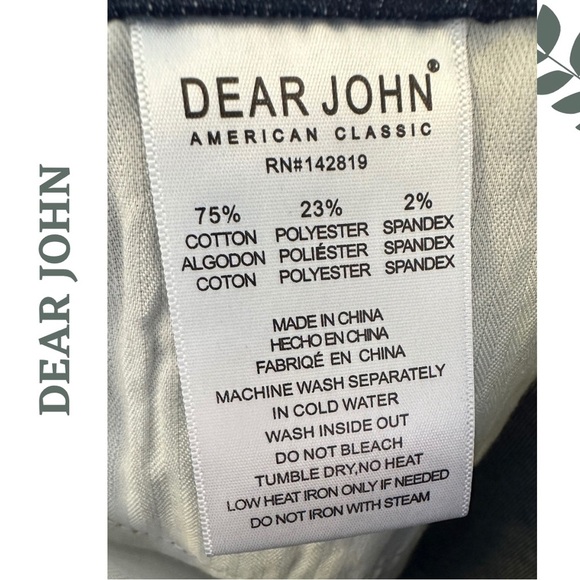 DEAR JOHN
DEAR JOHN
AMERICAN CLASSIC
RN#142819
75% 23% 2%
COTTON POLYESTER SPANDEX
ALGODON POLIÉSTER SPANDEX
COTON POLYESTER SPANDEX
MADE IN CHINA
HECHO EN CHINA
FABRIQÉ EN CHINA
MACHINE WASH SEPARATELY
IN COLD WATER
WASH INSIDE OUT
DO NOT BLEACH
TUMBLE DRY,NO HEAT
LOW HEAT IRON ONLY IF NEEDED
DO NOT IRON WITH STEAM